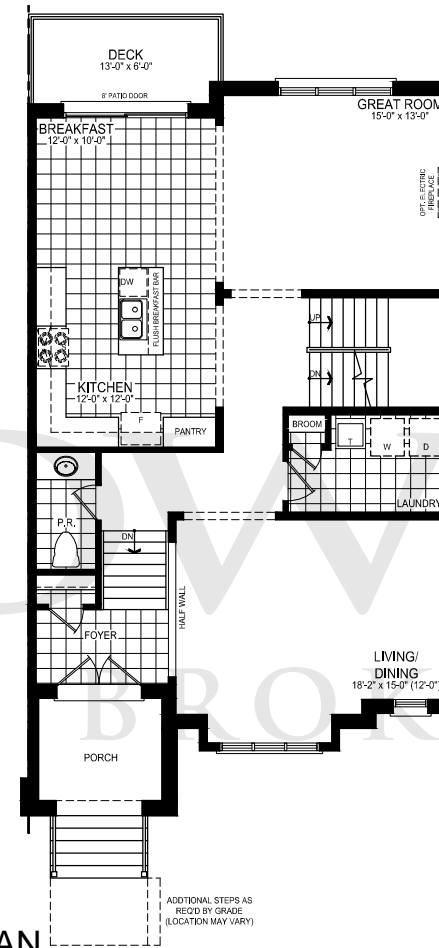 DECK
13'-0" x 6'-0"
8' PATIO DOOR
BREAKFAST
12'-0" x 10'-0"
GREAT ROOM
15'-0" x 13'-0"
OPT. ELECTRIC
FIREPLACE
DW
FLUSH BREAKFAST BAR
UP
DN
KITCHEN
12'-0" x 12'-0"
F
PANTRY
BROOM
T
W
D
LAUNDRY
P.R.
DN
HALF WALL
FOYER
LIVING/
DINING
18'-2" x 15'-0" (12'-0")
PORCH
ADDTIONAL STEPS AS
REQ'D BY GRADE
(LOCATION MAY VARY)
AN
OW
BROK